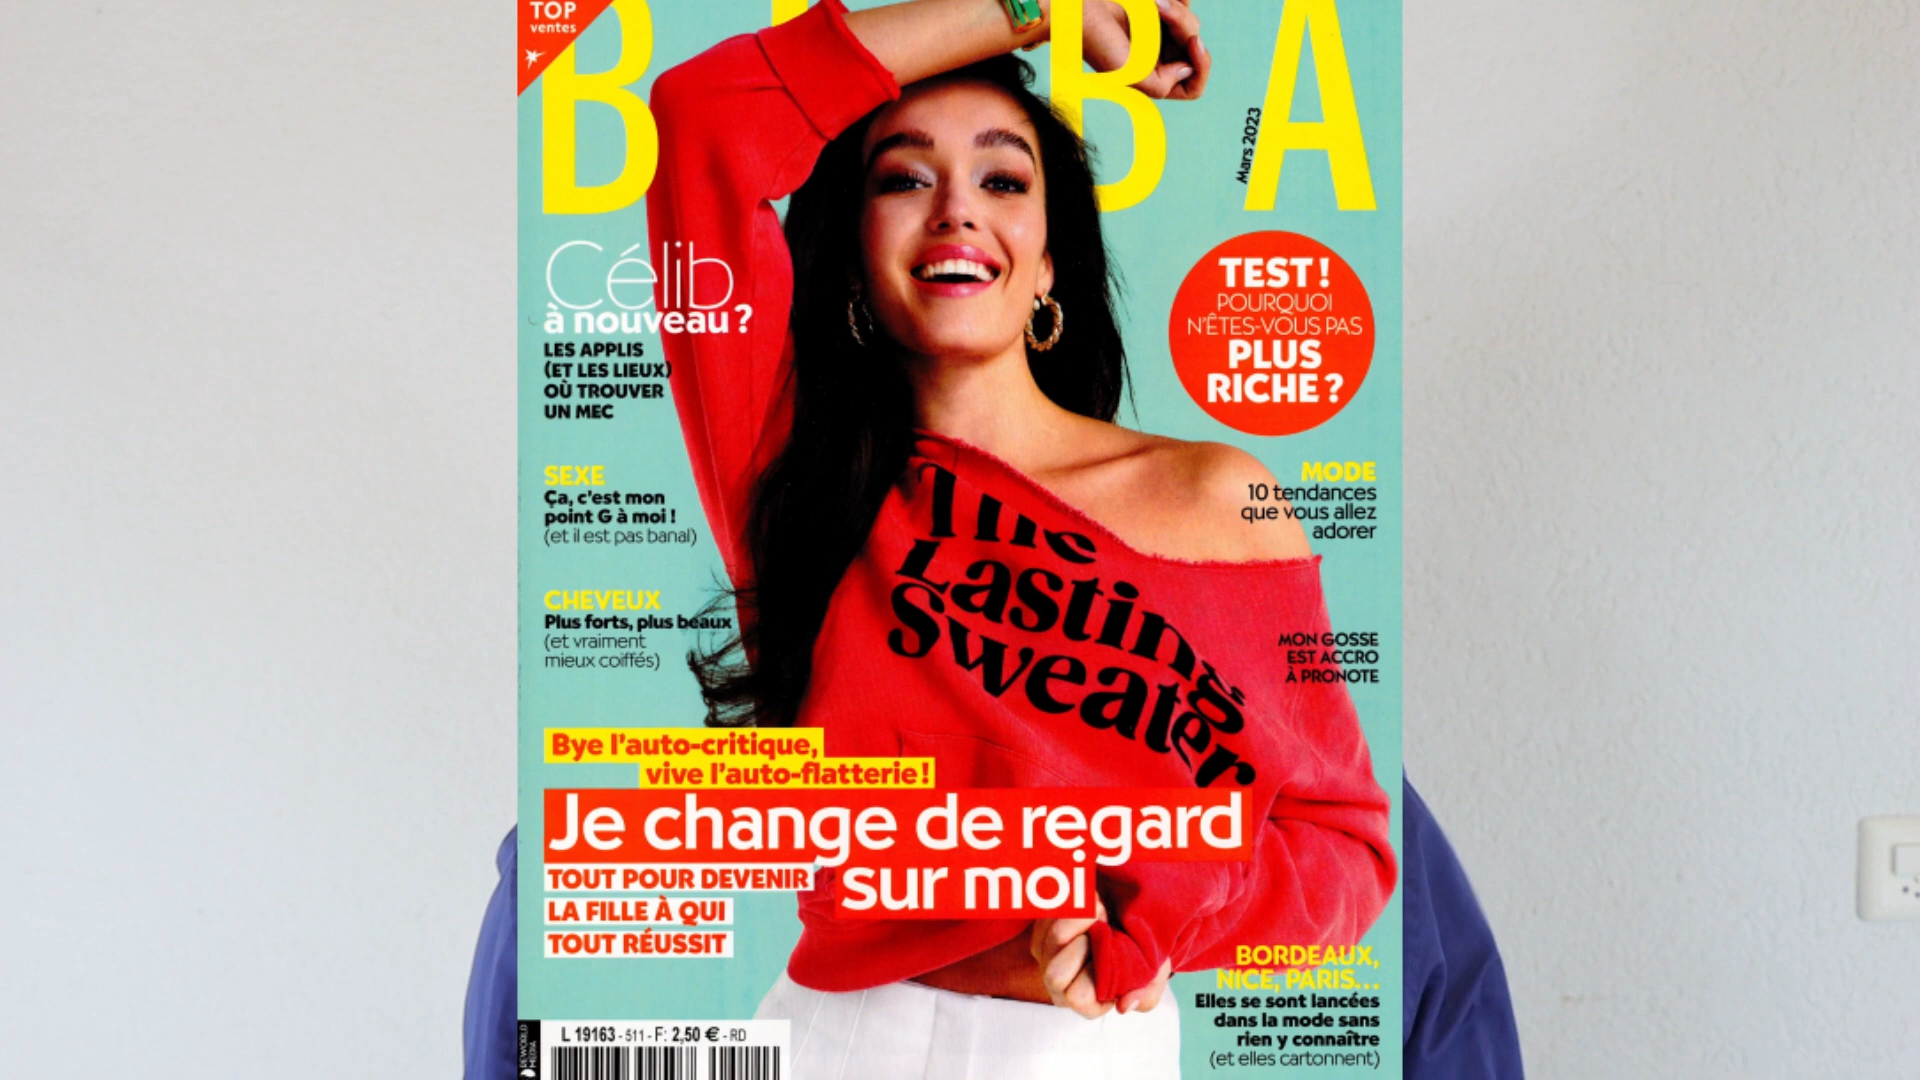 TOP
ventes
BIBA
Mars 2023
Célib
à nouveau ?
LES APPLIS
(ET LES LIEUX)
OÙ TROUVER
UN MEC
TEST !
POURQUOI
N'ÊTES-VOUS PAS
PLUS
RICHE ?
SEXE
Ça, c'est mon
point G à moi !
(et il est pas banal)
MODE
10 tendances
que vous allez
adorer
CHEVEUX
Plus forts, plus beaux
(et vraiment
mieux coiffés)
The
Lasting
Sweater
MON GOSSE
EST ACCRO
À PRONOTE
Bye l'auto-critique,
vive l'auto-flatterie !
Je change de regard
sur moi
TOUT POUR DEVENIR
LA FILLE À QUI
TOUT RÉUSSIT
BORDEAUX,
NICE, PARIS...
Elles se sont lancées
dans la mode sans
rien y connaître
(et elles cartonnent)
REWORLD
MEDIA
L 19163 - 511 - F: 2,50 € - RD